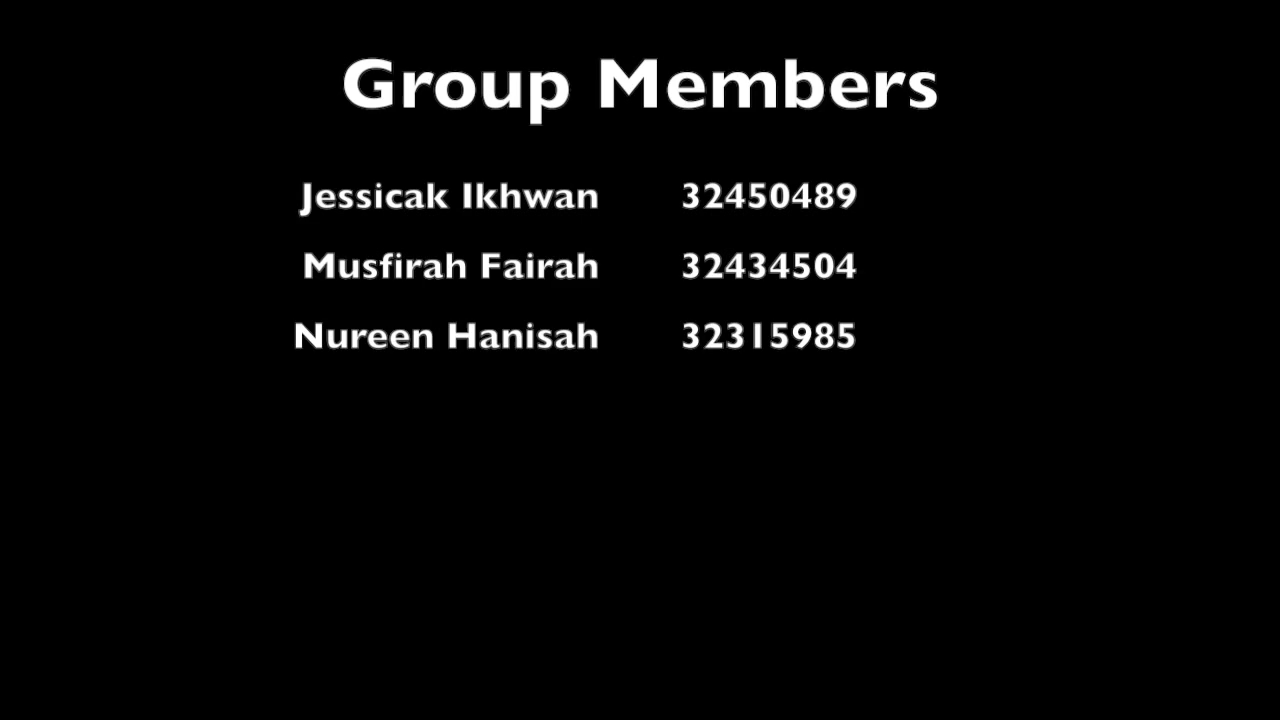 Group Members
Jessicak Ikhwan 32450489
Musfirah Fairah 32434504
Nureen Hanisah 32315985